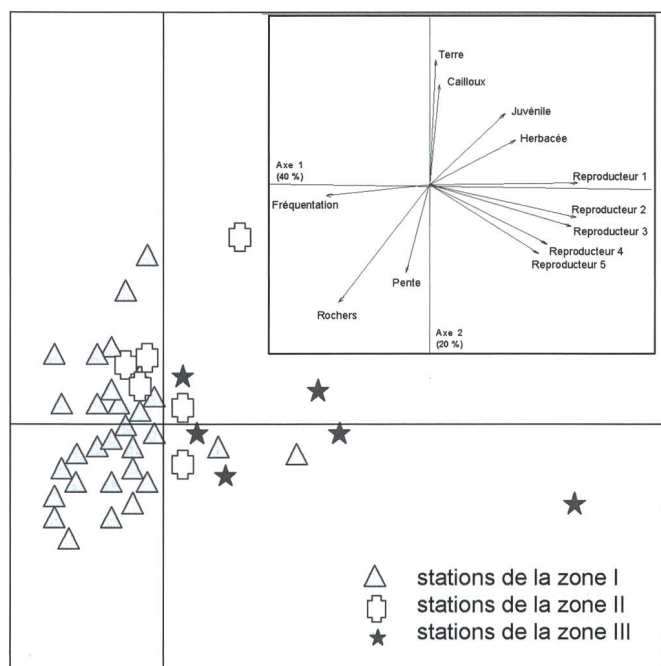 Terre
Cailloux
Juvénile
Herbacée
Axe 1
(40 %)
Reproducteur 1
Fréquentation
Reproducteur 2
Reproducteur 3
Reproducteur 4
Reproducteur 5
Pente
Rochers
Axe 2
(20 %)
stations de la zone I
stations de la zone II
stations de la zone III